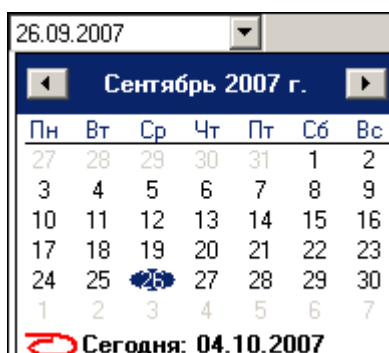 26.09.2007
Сентябрь 2007 г.
Пн Вт Ср Чт Пт Сб Вс
27 28 29 30 31 1 2
3 4 5 6 7 8 9
10 11 12 13 14 15 16
17 18 19 20 21 22 23
24 25 26 27 28 29 30
1 2 3 4 5 6 7
Сегодня: 04.10.2007